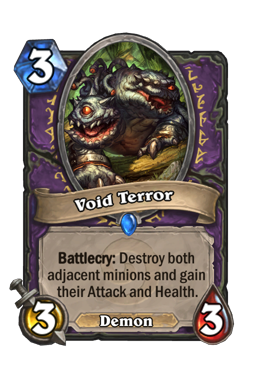 3
Void Terror
Battlecry: Destroy both
adjacent minions and gain
their Attack and Health.
3
Demon
3